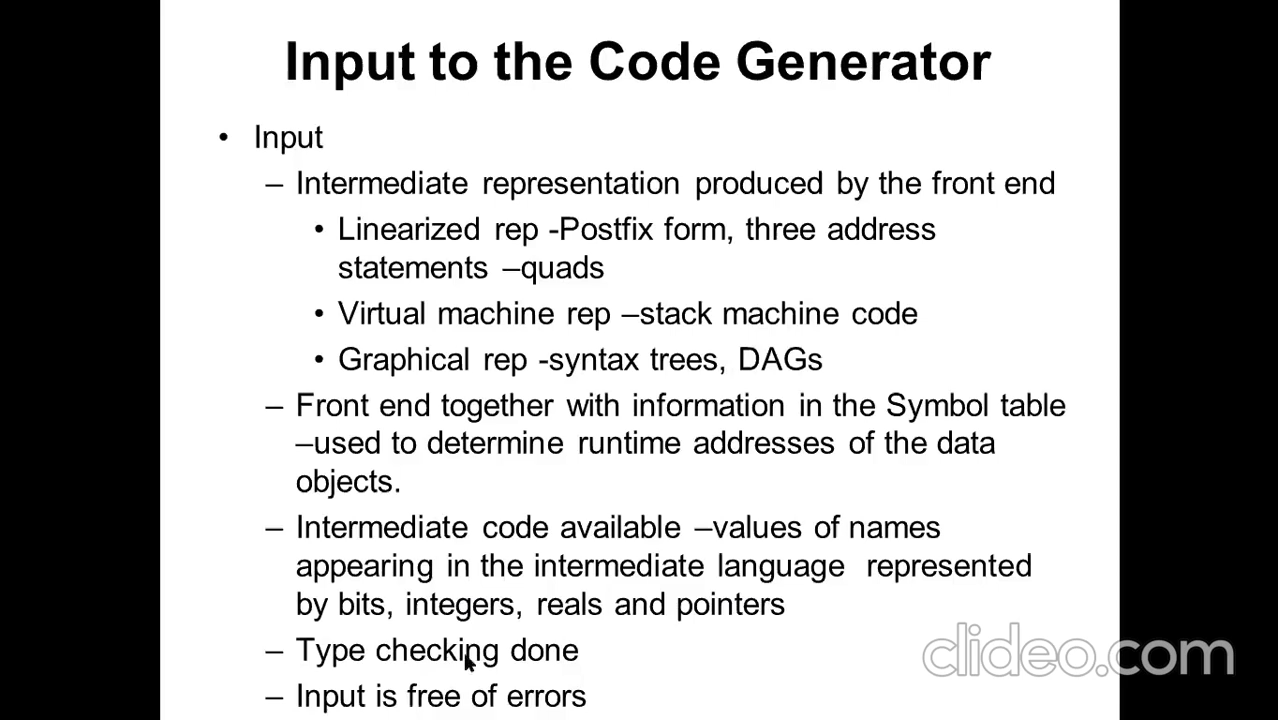 Input to the Code Generator
• Input
– Intermediate representation produced by the front end
• Linearized rep -Postfix form, three address
statements –quads
• Virtual machine rep –stack machine code
• Graphical rep -syntax trees, DAGs
– Front end together with information in the Symbol table
–used to determine runtime addresses of the data
objects.
– Intermediate code available –values of names
appearing in the intermediate language represented
by bits, integers, reals and pointers
– Type checking done
– Input is free of errors
clideo.com